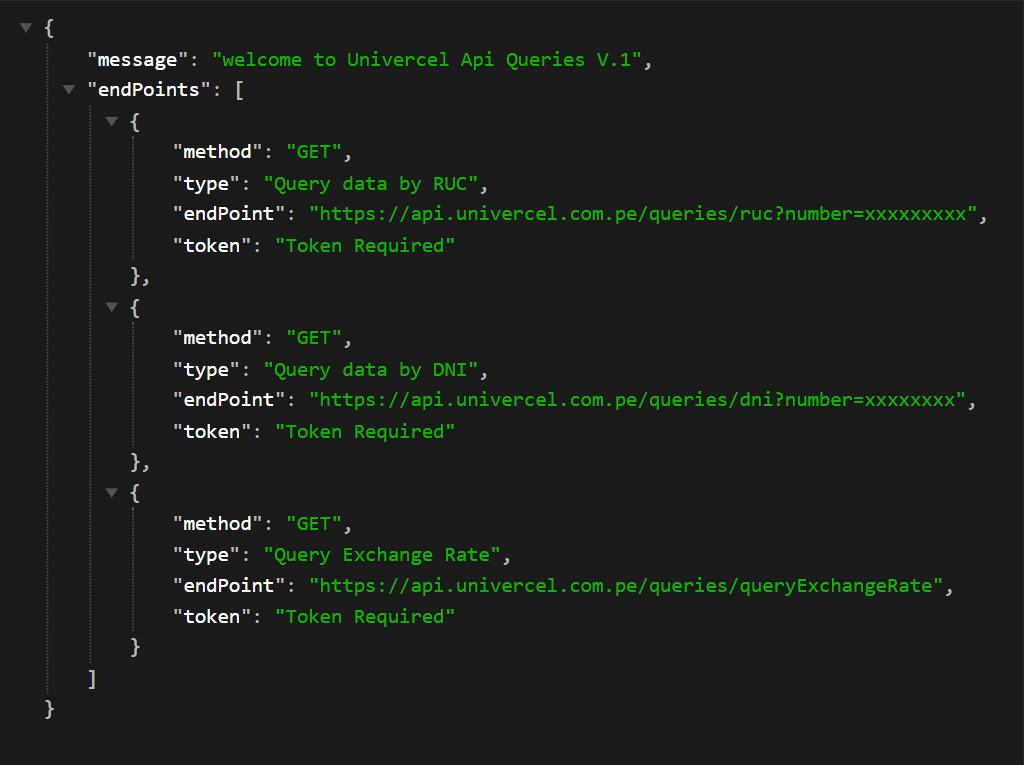 {
"message": "welcome to Univercel Api Queries V.1",
"endPoints": [
{
"method": "GET",
"type": "Query data by RUC",
"endPoint": "https://api.univercel.com.pe/queries/ruc?number=xxxxxxxxx",
"token": "Token Required"
},
{
"method": "GET",
"type": "Query data by DNI",
"endPoint": "https://api.univercel.com.pe/queries/dni?number=xxxxxxxx",
"token": "Token Required"
},
{
"method": "GET",
"type": "Query Exchange Rate",
"endPoint": "https://api.univercel.com.pe/queries/queryExchangeRate",
"token": "Token Required"
}
]
}